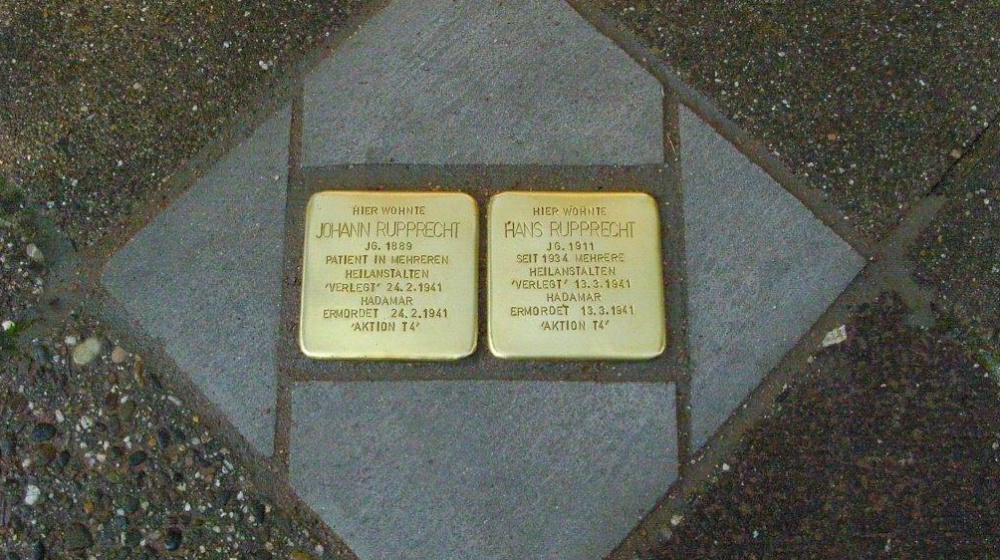 HIER WOHNTE
JOHANN RUPPRECHT
JG. 1889
PATIENT IN MEHREREN
HEILANSTALTEN
'VERLEGT' 24.2.1941
HADAMAR
ERMORDET 24.2.1941
'AKTION T4'
HIER WOHNTE
HANS RUPPRECHT
JG. 1911
SEIT 1934 MEHRERE
HEILANSTALTEN
'VERLEGT' 13.3.1941
HADAMAR
ERMORDET 13.3.1941
'AKTION T4'